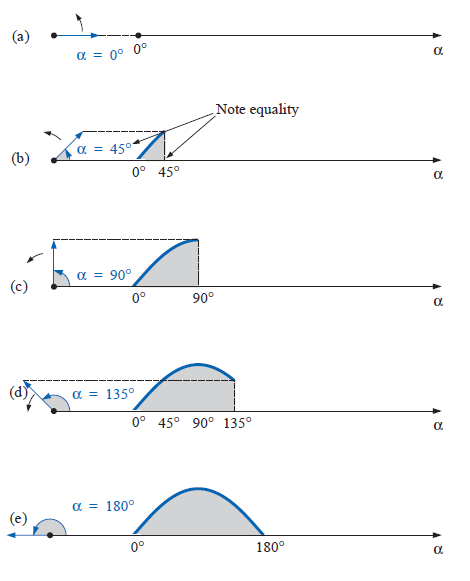 (a)
α = 0° 0° α
Note equality
(b) α = 45°
0° 45° α
(c) α = 90°
0° 90° α
(d) α = 135°
0° 45° 90° 135° α
(e) α = 180°
0° 180° α